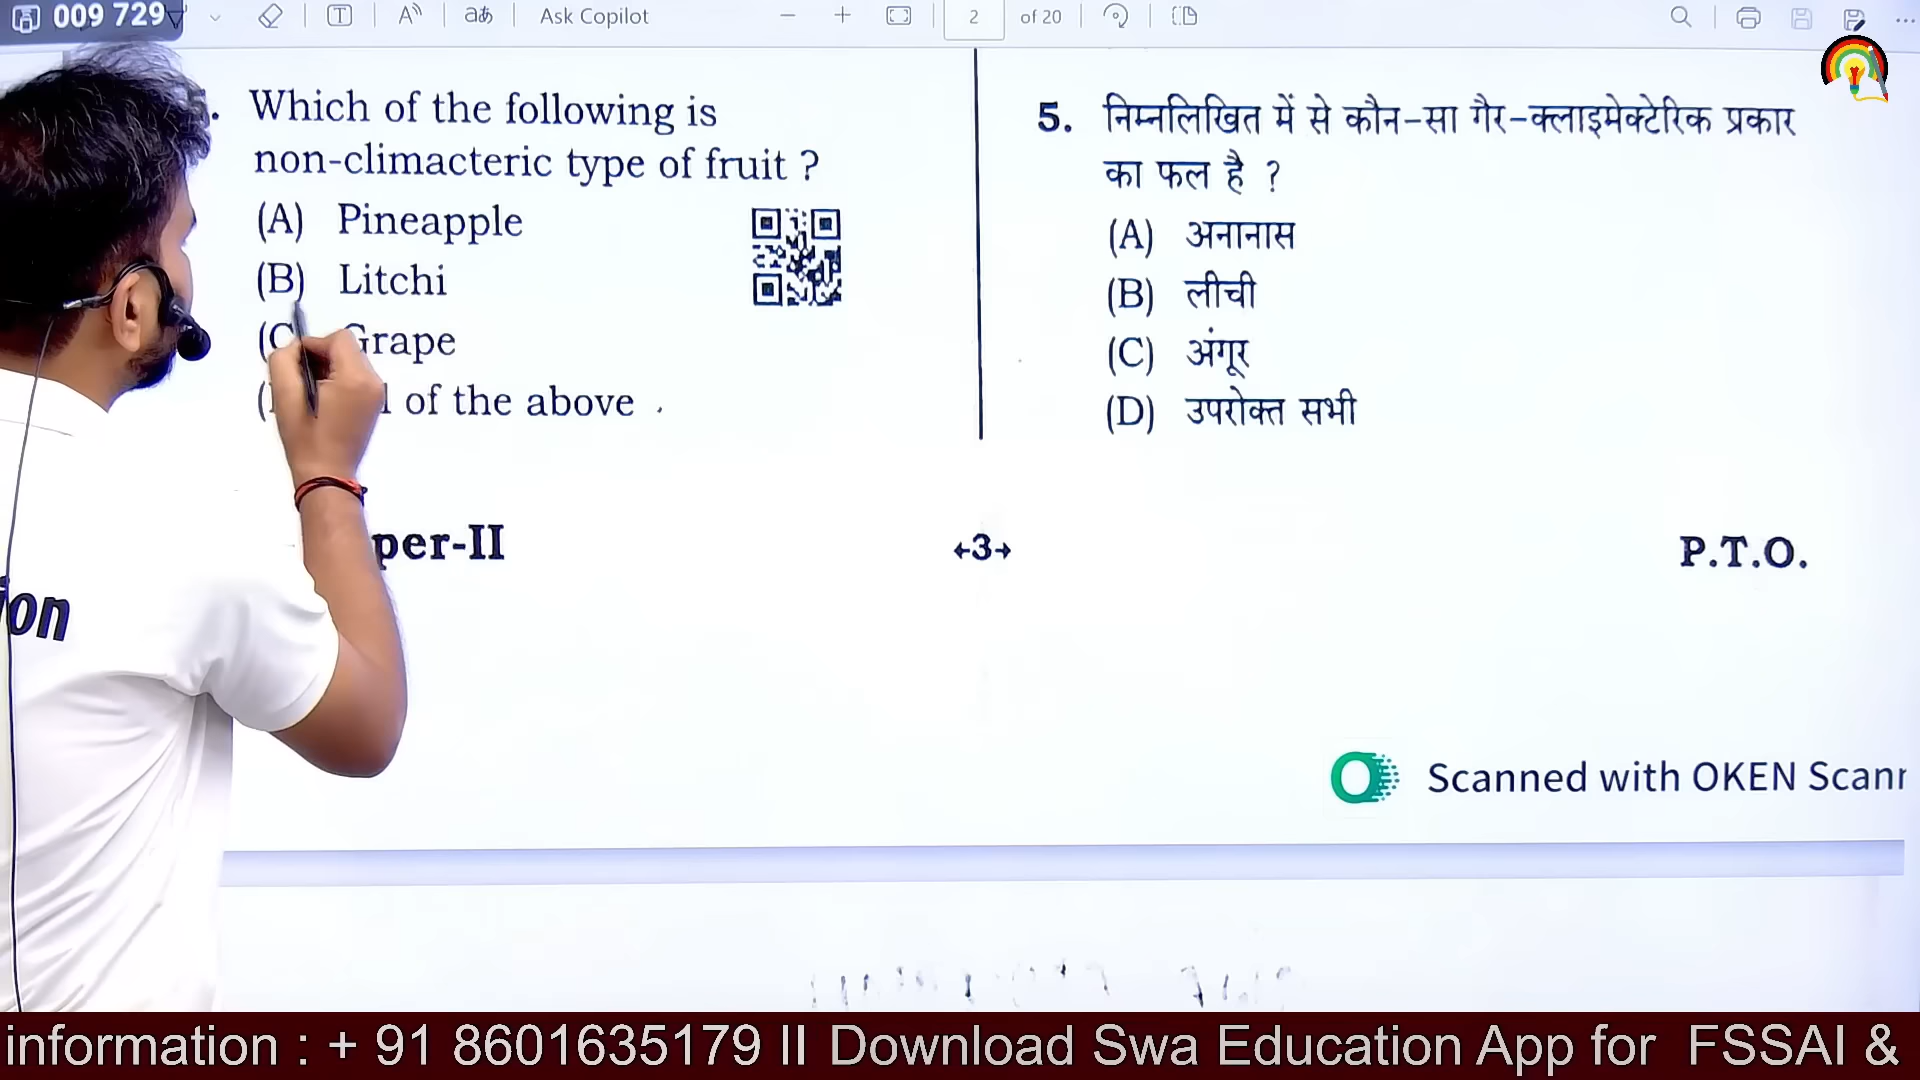 009 729
Ask Copilot
2 of 20
Which of the following is
non-climacteric type of fruit ?
(A) Pineapple
(B) Litchi
Grape
of the above
5. निम्नलिखित में से कौन-सा गैर-क्लाइमेक्टेरिक प्रकार
का फल है ?
(A) अनानास
(B) लीची
(C) अंगूर
(D) उपरोक्त सभी
per-II
3
P.T.O.
on
Scanned with OKEN Scanr
information : + 91 8601635179 II Download Swa Education App for FSSAI &